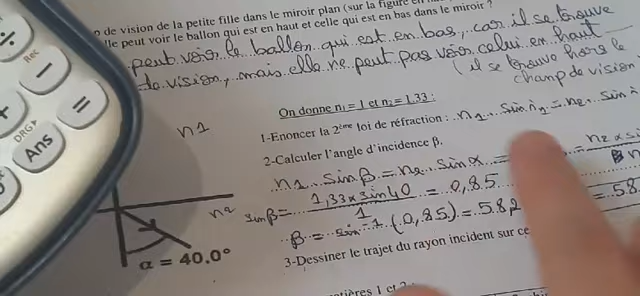 de vision de la petite fille dans le miroir plan (sur la figure en
elle peut voir le ballon qui est en haut et celle qui est en bas dans le miroir ?
peut voir le ballon qui est en bas, car il se trouve
de vision, mais elle ne peut pas voir celui en haut
(il se trouve hors le
champ de vision
On donne n1 = 1 et n2 = 1.33 :
1-Enoncer la 2ème loi de réfraction : n1 . sin i1 = n2 . sin i
2-Calculer l'angle d'incidence β.
n1 . sin β = n2 . sin α =
sin β = 1,33 x sin 40 / 1 = 0,85
β = sin-1 (0,85) = 58,2
= 58
3-Dessiner le trajet du rayon incident sur ce
n1
n2
α = 40.0°
Rec
DRG
Ans
÷
−
+
=